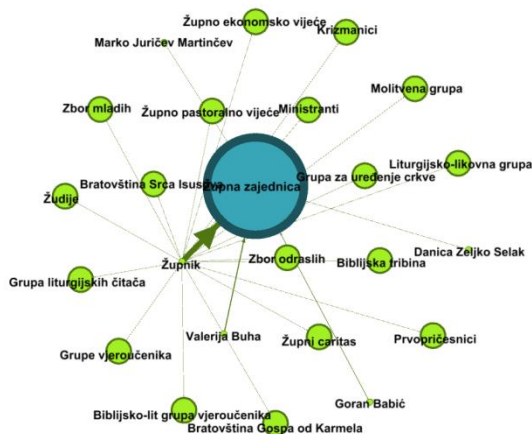 Župno ekonomsko vijeće
Krizmanici
Marko Juričev Martinčev
Molitvena grupa
Zbor mladih
Župno pastoralno vijeće
Ministranti
Liturgijsko-likovna grupa
Grupa za uređenje crkve
Bratovština Srca Isusova
Župna zajednica
Žudije
Danica Zeljko Selak
Zbor odraslih
Biblijska tribina
Župnik
Grupa liturgijskih čitača
Valerija Buha
Župni caritas
Prvopričesnici
Grupe vjeroučenika
Goran Babić
Biblijsko-lit grupa vjeroučenika
Bratovština Gospa od Karmela